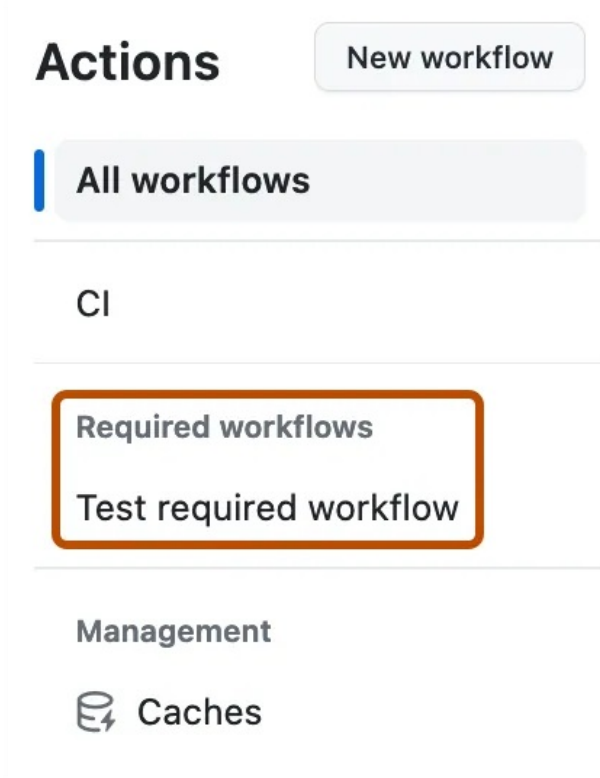 Actions
New workflow
All workflows
CI
Required workflows
Test required workflow
Management
Caches